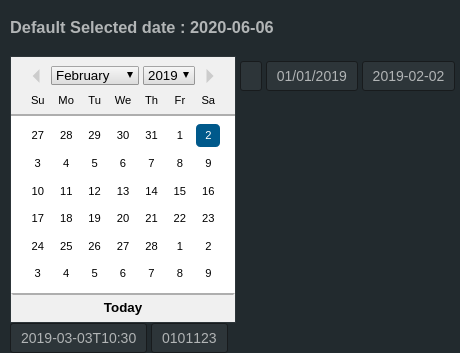 Default Selected date : 2020-06-06
February 2019
01/01/2019 2019-02-02
Su Mo Tu We Th Fr Sa
27 28 29 30 31 1 2
3 4 5 6 7 8 9
10 11 12 13 14 15 16
17 18 19 20 21 22 23
24 25 26 27 28 1 2
3 4 5 6 7 8 9
Today
2019-03-03T10:30 0101123